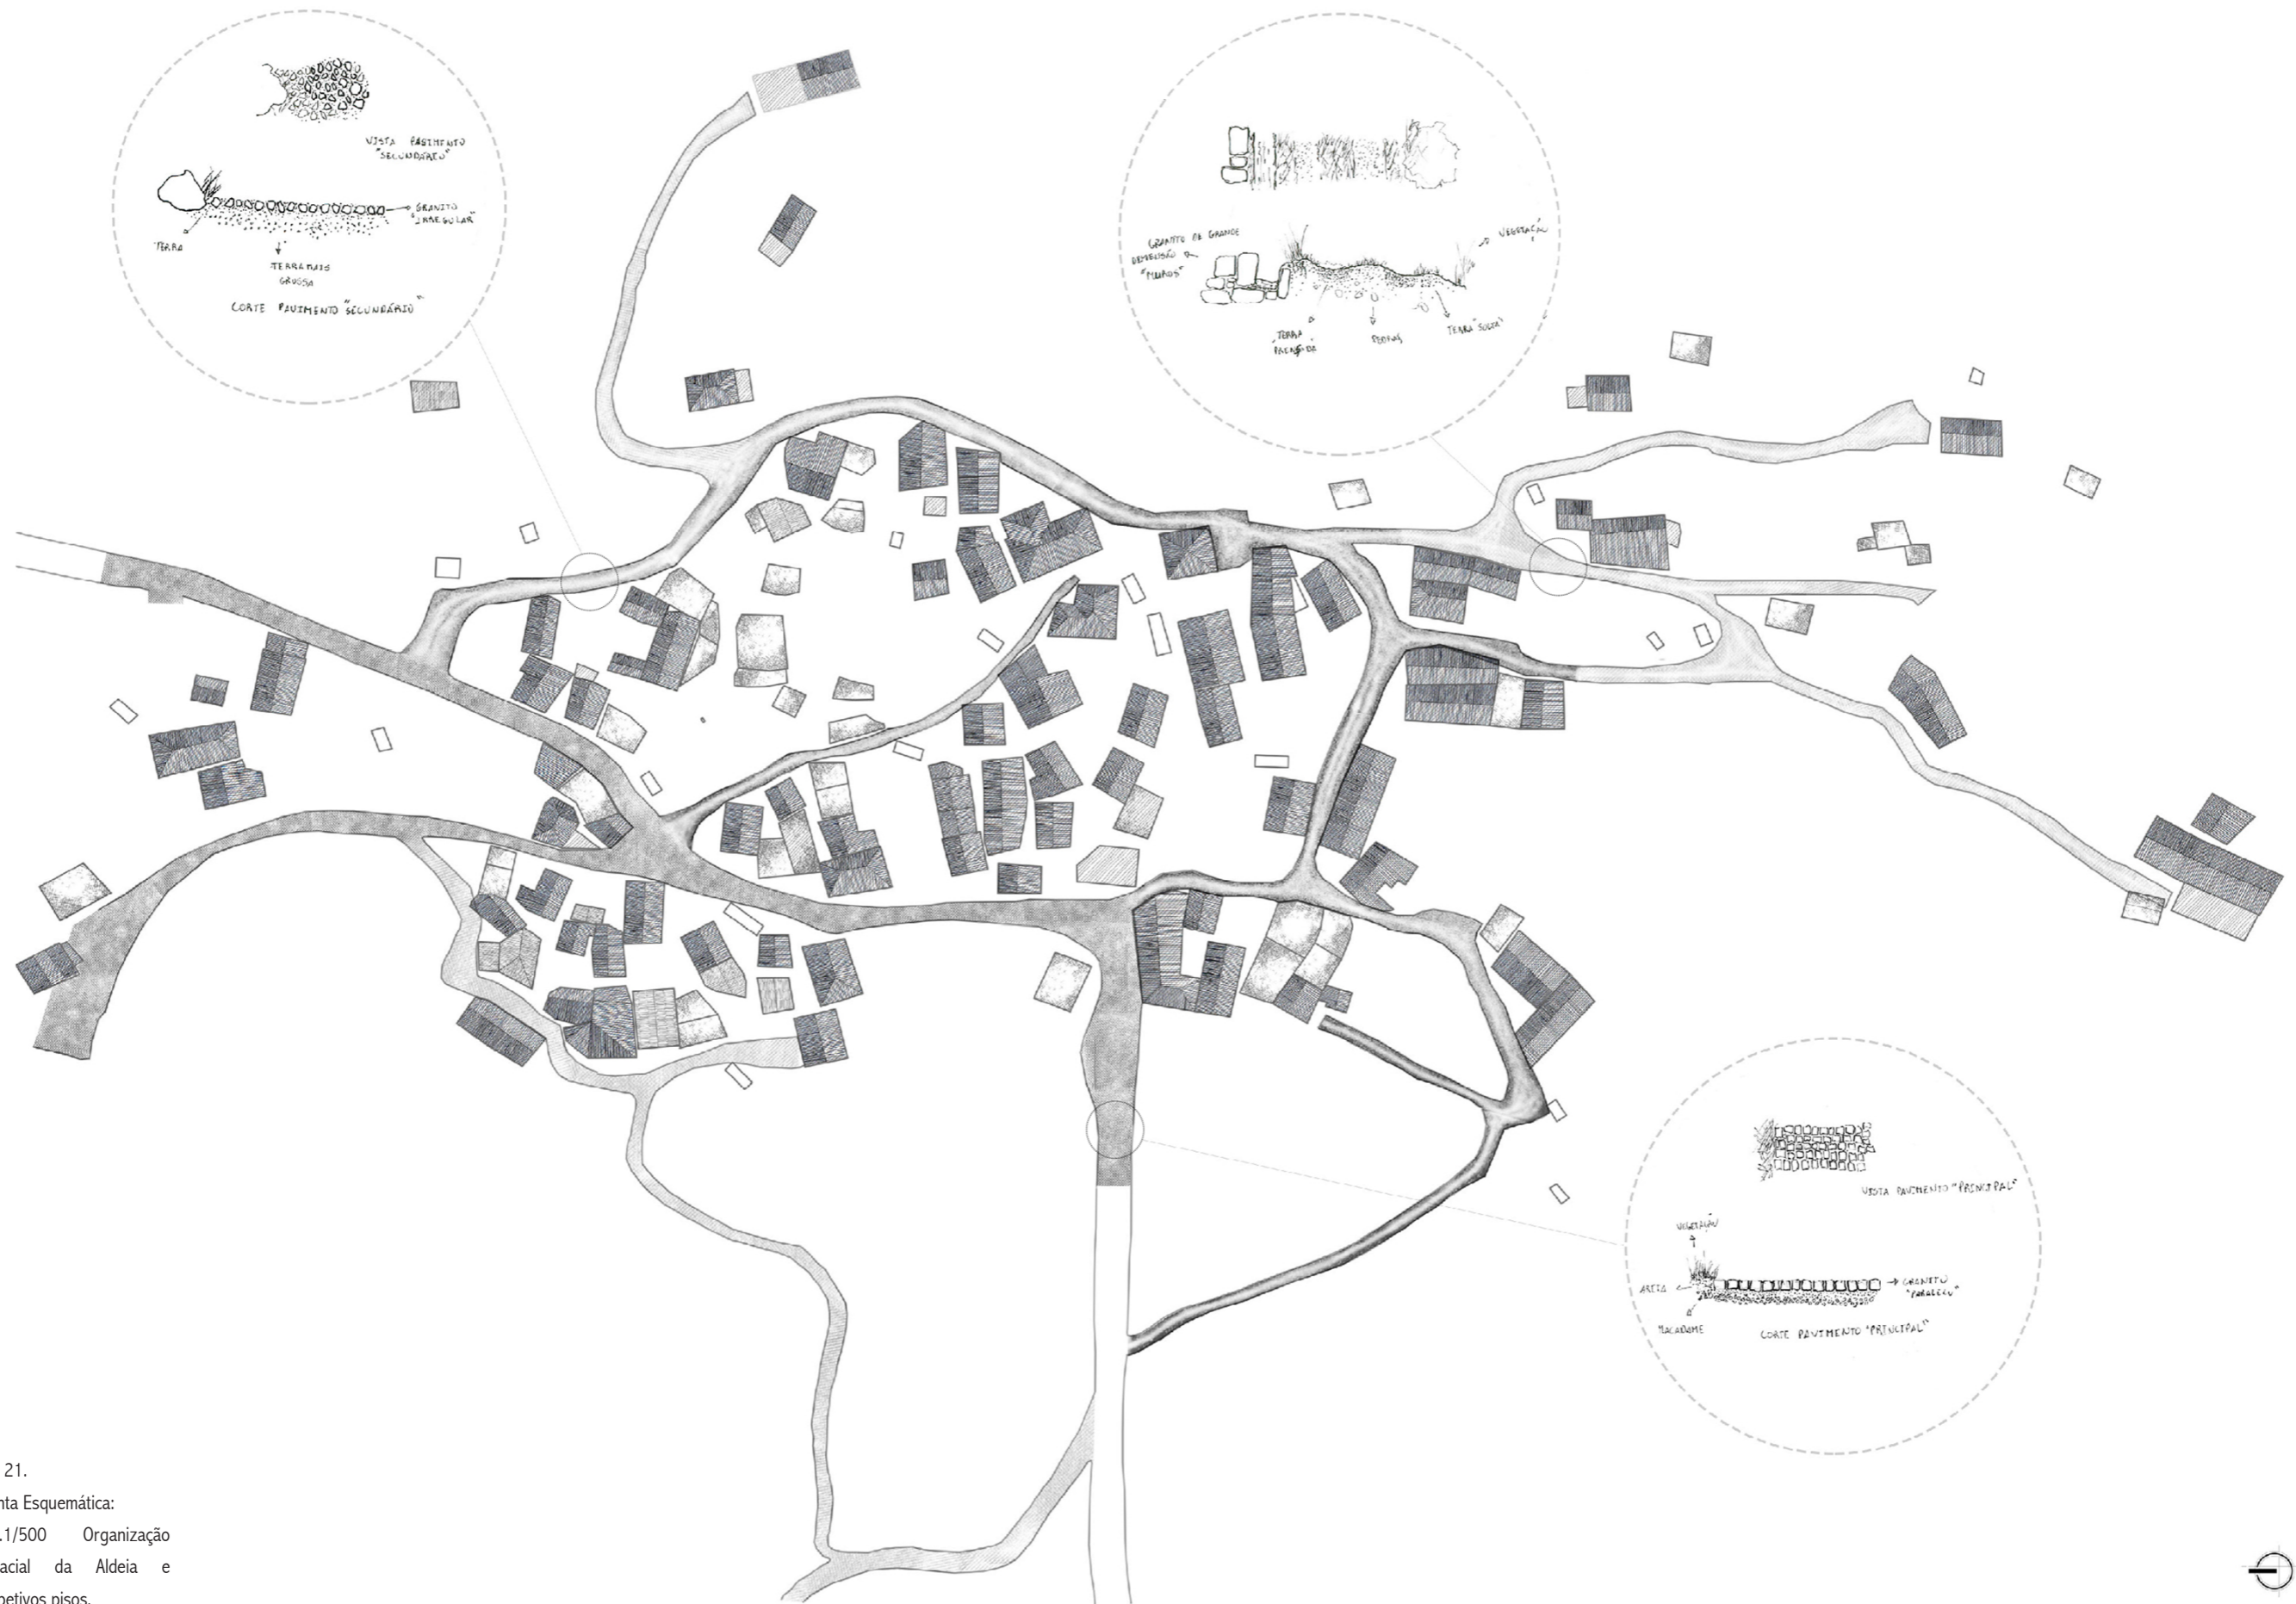 VISTA PAVIMENTO
"SECUNDÁRIO"
GRANITO
"IRREGULAR"
TERRA
TERRA MAIS
GROSSA
CORTE PAVIMENTO "SECUNDÁRIO"
GRANITO DE GRANDE
"MUROS"
VEGETAÇÃO
TERRA
PEDRAS
TERRA "SOLTA"
VISTA PAVIMENTO "PRINCIPAL"
VEGETAÇÃO
AREIA
GRANITO
"PARALELO"
MACADAME
CORTE PAVIMENTO "PRINCIPAL"
21.
nta Esquemática:
.1/500 Organização
acial da Aldeia e
petivos pisos.